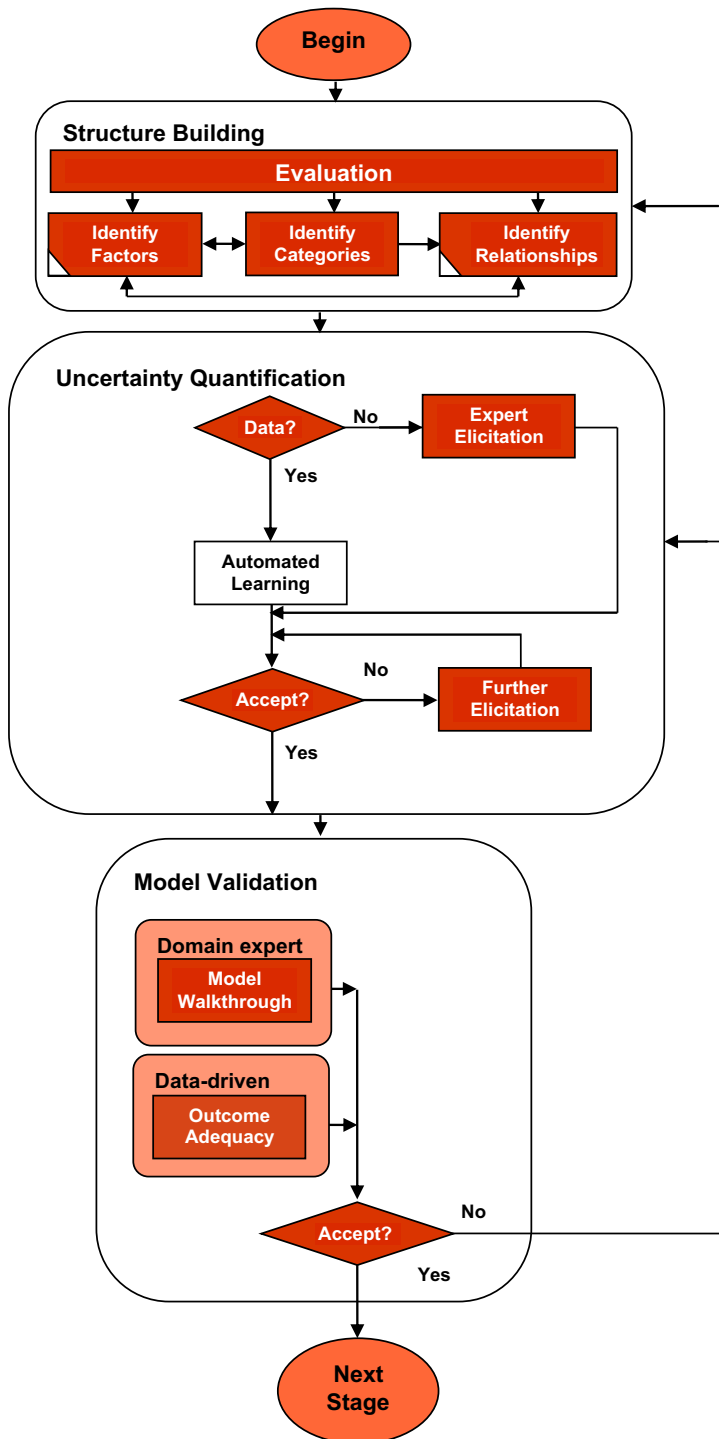 Begin
Structure Building
Evaluation
Identify
Factors
Identify
Categories
Identify
Relationships
Uncertainty Quantification
Data?
No
Expert
Elicitation
Yes
Automated
Learning
Accept?
No
Further
Elicitation
Yes
Model Validation
Domain expert
Model
Walkthrough
Data-driven
Outcome
Adequacy
Accept?
No
Yes
Next
Stage